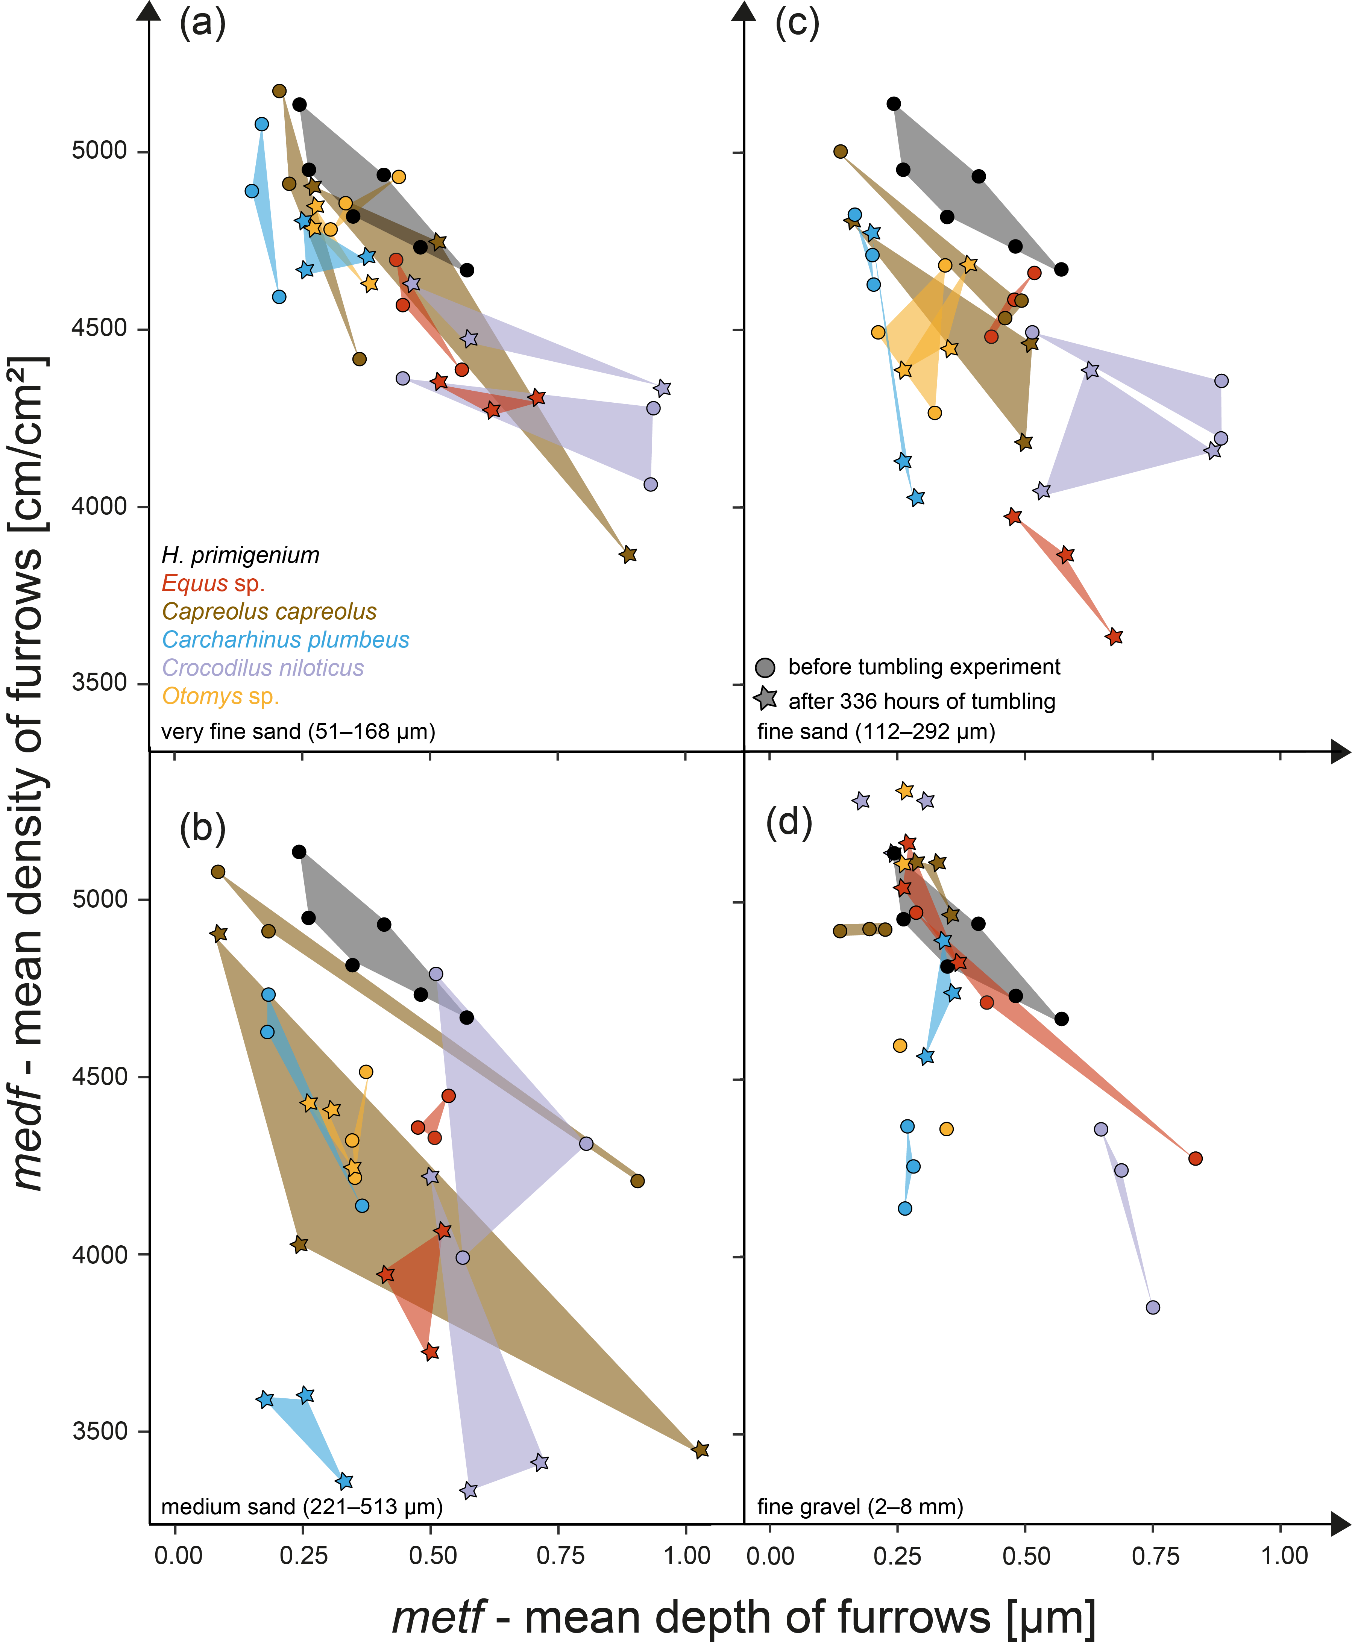 (a)
(c)
5000
4500
4000
3500
medf - mean density of furrows [cm/cm²]
H. primigenium
Equus sp.
Capreolus capreolus
Carcharhinus plumbeus
Crocodilus niloticus
Otomys sp.
very fine sand (51–168 µm)
before tumbling experiment
after 336 hours of tumbling
fine sand (112–292 µm)
(b)
(d)
5000
4500
4000
3500
medium sand (221–513 µm)
fine gravel (2–8 mm)
0.00 0.25 0.50 0.75 1.00
0.00 0.25 0.50 0.75 1.00
metf - mean depth of furrows [µm]